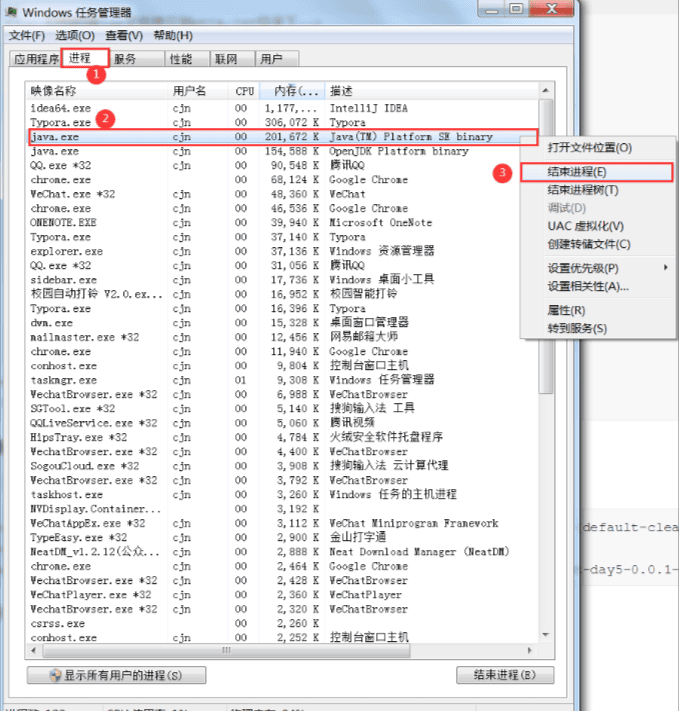 Windows 任务管理器
文件(F) 选项(O) 查看(V) 帮助(H)
应用程序 进程 服务 性能 联网 用户
1
映像名称 用户名 CPU 内存(... 描述
idea64.exe cjn 00 1,177,... IntelliJ IDEA
2
Typora.exe cjn 00 306,072 K Typora
java.exe cjn 00 201,672 K Java(TM) Platform SE binary
java.exe cjn 00 154,588 K OpenJDK Platform binary
QQ.exe *32 cjn 00 90,548 K 腾讯QQ
chrome.exe cjn 00 68,124 K Google Chrome
WeChat.exe *32 cjn 00 48,360 K WeChat
chrome.exe cjn 00 46,536 K Google Chrome
ONENOTE.EXE cjn 00 39,940 K Microsoft OneNote
Typora.exe cjn 00 37,140 K Typora
explorer.exe cjn 00 37,136 K Windows 资源管理器
QQ.exe *32 cjn 00 31,056 K 腾讯QQ
sidebar.exe cjn 00 17,736 K Windows 桌面小工具
校园自动打铃 V2.0.ex... cjn 00 16,952 K 校园智能打铃
Typora.exe cjn 00 16,396 K Typora
dwm.exe cjn 00 15,328 K 桌面窗口管理器
mailmaster.exe *32 cjn 00 12,456 K 网易邮箱大师
chrome.exe cjn 00 11,940 K Google Chrome
conhost.exe cjn 00 9,804 K 控制台窗口主机
taskmgr.exe cjn 01 9,308 K Windows 任务管理器
WechatBrowser.exe *32 cjn 00 6,988 K WeChatBrowser
SGTool.exe *32 cjn 00 5,140 K 搜狗输入法 工具
QQLiveService.exe *32 cjn 00 5,060 K 腾讯视频
HipsTray.exe *32 cjn 00 4,784 K 火绒安全软件托盘程序
WechatBrowser.exe *32 cjn 00 4,400 K WeChatBrowser
SogouCloud.exe *32 cjn 00 3,908 K 搜狗输入法 云计算代理
WechatBrowser.exe *32 cjn 00 3,792 K WeChatBrowser
taskhost.exe cjn 00 3,260 K Windows 任务的主机进程
NVDisplay.Container... 00 3,192 K
WeChatAppEx.exe *32 cjn 00 3,112 K WeChat Miniprogram Framework
TypeEasy.exe *32 cjn 00 2,900 K 金山打字通
NeatDM_v1.2.12(公众... cjn 00 2,888 K Neat Download Manager (NeatDM)
chrome.exe cjn 00 2,464 K Google Chrome
WechatBrowser.exe *32 cjn 00 2,428 K WeChatBrowser
WeChatPlayer.exe *32 cjn 00 2,360 K WeChatPlayer
WechatBrowser.exe *32 cjn 00 2,320 K WeChatBrowser
csrss.exe 00 2,260 K
conhost.exe cjn 00 2,252 K 控制台窗口主机
显示所有用户的进程(S) 结束进程(E)
打开文件位置(O)
3
结束进程(E)
结束进程树(T)
调试(D)
UAC 虚拟化(V)
创建转储文件(C)
设置优先级(P)
设置相关性(A)...
属性(R)
转到服务(S)
default-clea
-day5-0.0.1-